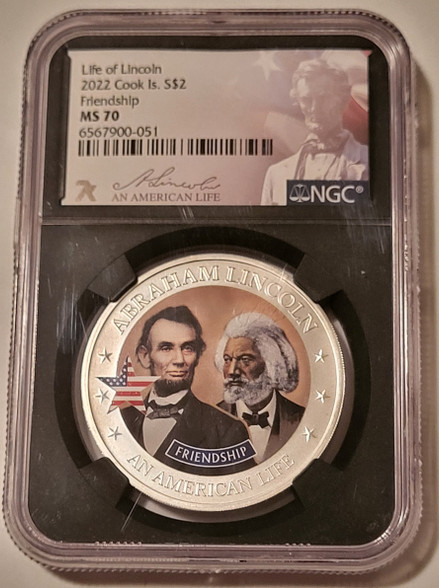 Life of Lincoln
2022 Cook Is. S$2
Friendship
MS 70
6567900-051
A Lincoln
AN AMERICAN LIFE
NGC®
ABRAHAM LINCOLN
FRIENDSHIP
AN AMERICAN LIFE